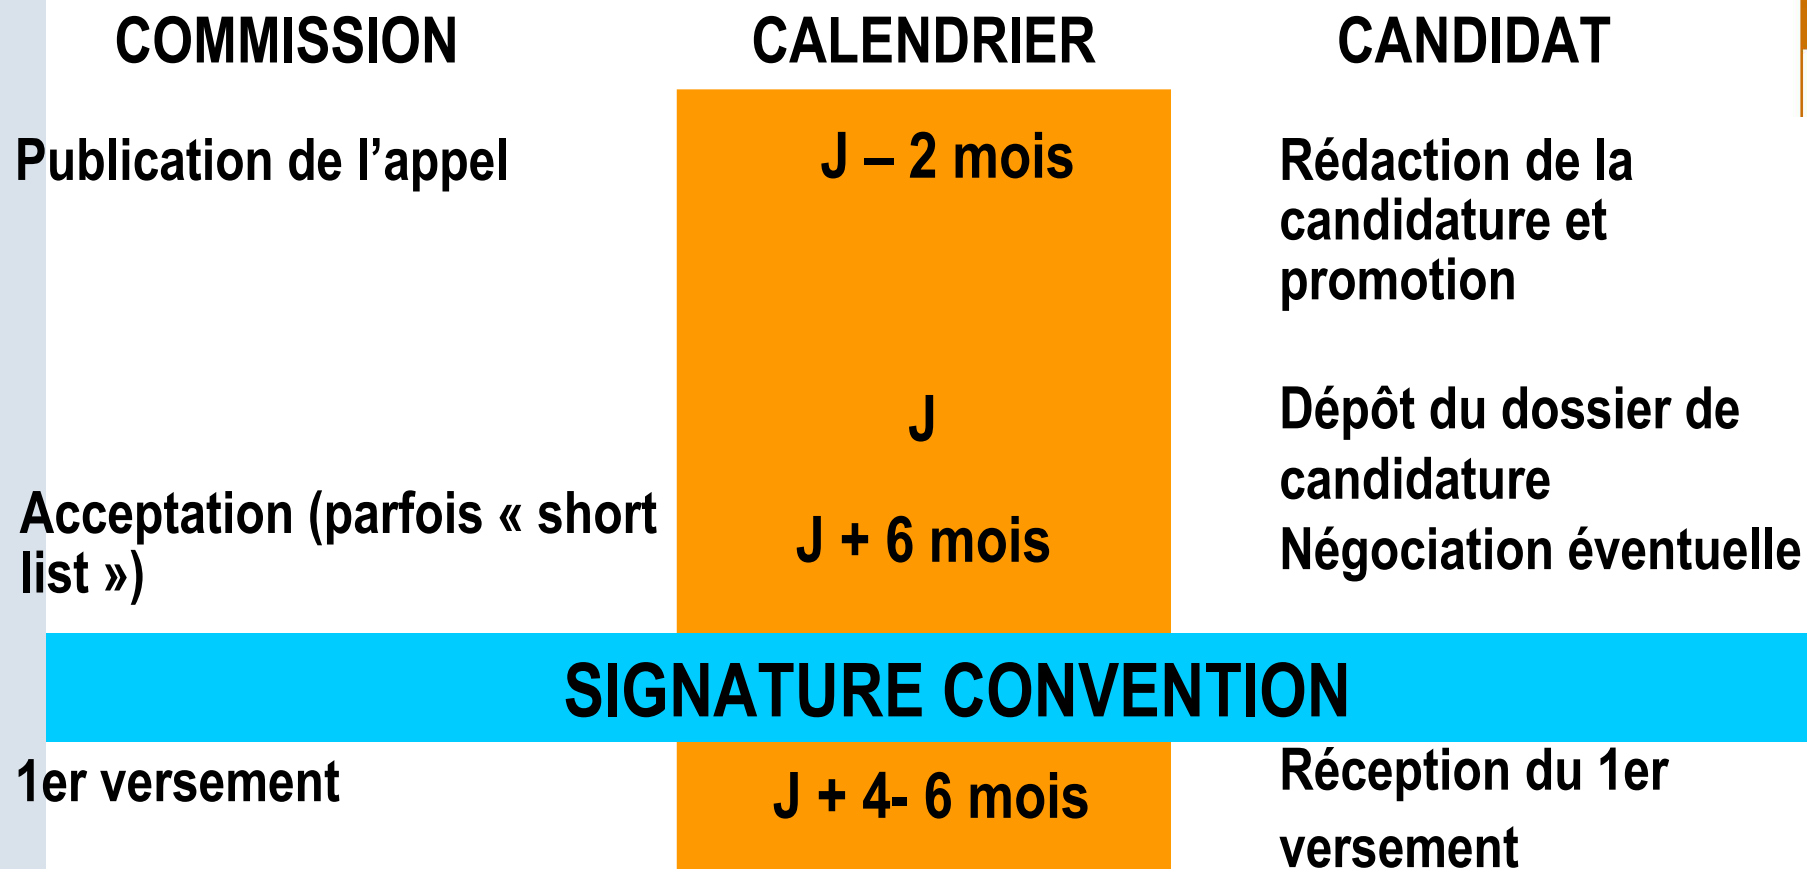 COMMISSION CALENDRIER CANDIDAT
Publication de l’appel
J – 2 mois
Rédaction de la
candidature et
promotion
J
Dépôt du dossier de
candidature
Acceptation (parfois « short
list »)
J + 6 mois
Négociation éventuelle
SIGNATURE CONVENTION
1er versement
J + 4- 6 mois
Réception du 1er
versement